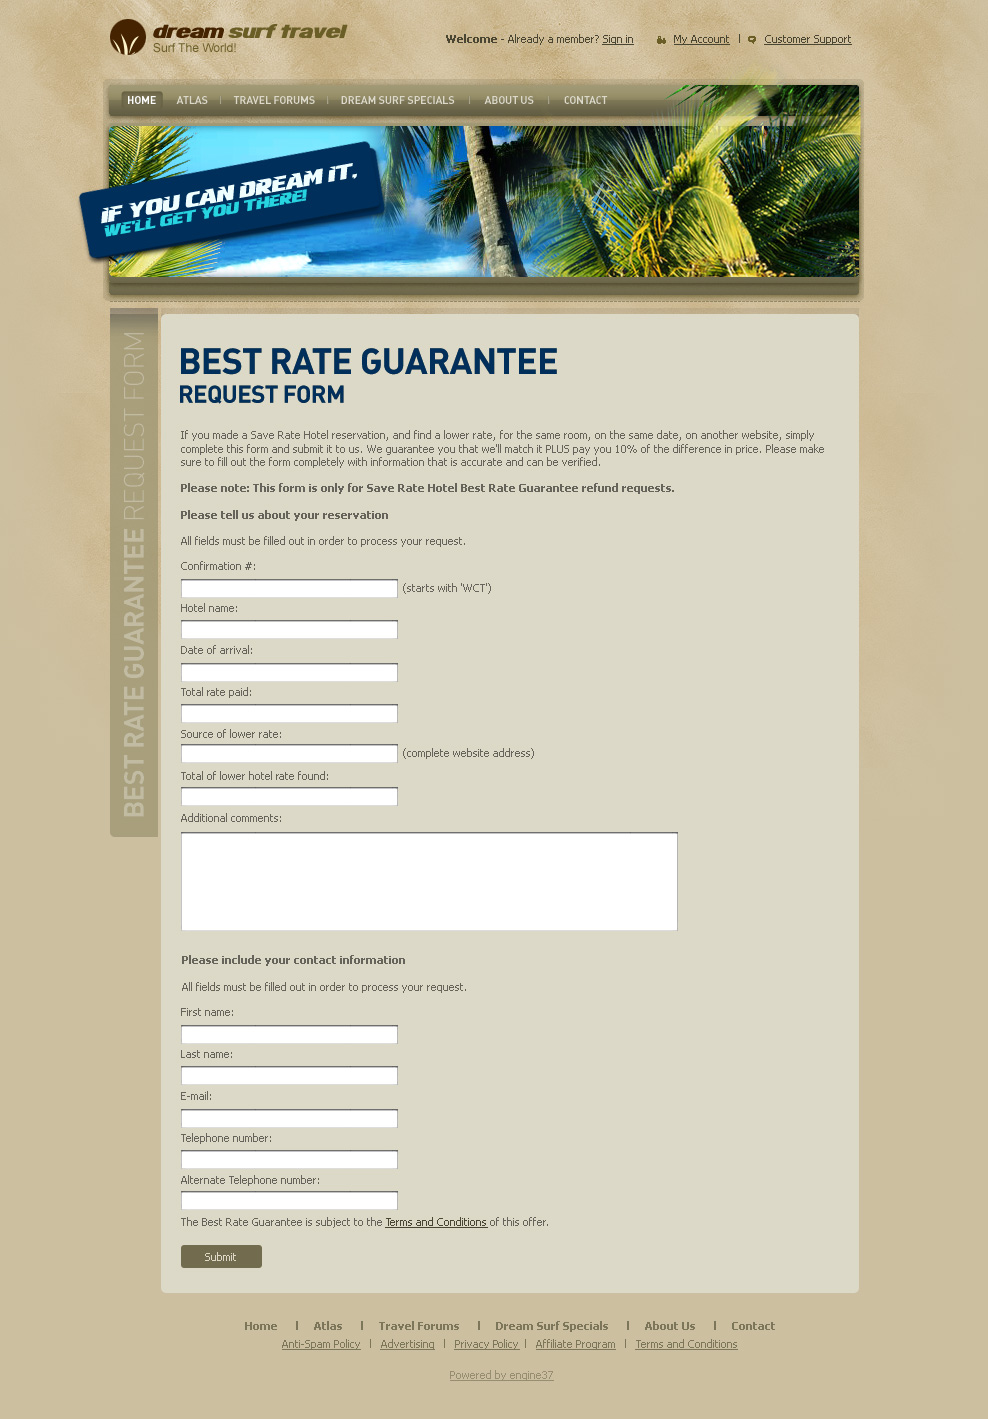 dream surf travel
Surf The World!
Welcome - Already a member? Sign in
My Account | Customer Support
HOME ATLAS | TRAVEL FORUMS | DREAM SURF SPECIALS | ABOUT US | CONTACT
IF YOU CAN DREAM IT,
WE'LL GET YOU THERE!
BEST RATE GUARANTEE REQUEST FORM
BEST RATE GUARANTEE
REQUEST FORM
If you made a Save Rate Hotel reservation, and find a lower rate, for the same room, on the same date, on another website, simply
complete this form and submit it to us. We guarantee you that we'll match it PLUS pay you 10% of the difference in price. Please make
sure to fill out the form completely with information that is accurate and can be verified.
Please note: This form is only for Save Rate Hotel Best Rate Guarantee refund requests.
Please tell us about your reservation
All fields must be filled out in order to process your request.
Confirmation #:
(starts with 'WCT')
Hotel name:
Date of arrival:
Total rate paid:
Source of lower rate:
(complete website address)
Total of lower hotel rate found:
Additional comments:
Please include your contact information
All fields must be filled out in order to process your request.
First name:
Last name:
E-mail:
Telephone number:
Alternate Telephone number:
The Best Rate Guarantee is subject to the Terms and Conditions of this offer.
Submit
Home | Atlas | Travel Forums | Dream Surf Specials | About Us | Contact
Anti-Spam Policy | Advertising | Privacy Policy | Affiliate Program | Terms and Conditions
Powered by engine37